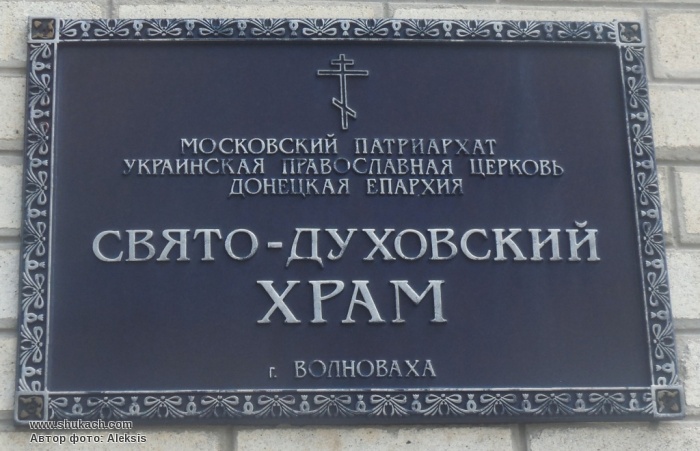 МОСКОВСКИЙ ПАТРИАРХАТ
УКРАИНСКАЯ ПРАВОСЛАВНАЯ ЦЕРКОВЬ
ДОНЕЦКАЯ ЕПАРХИЯ
СВЯТО-ДУХОВСКИЙ
ХРАМ
г. ВОЛНОВАХА
www.shukach.com
Автор фото: Aleksis